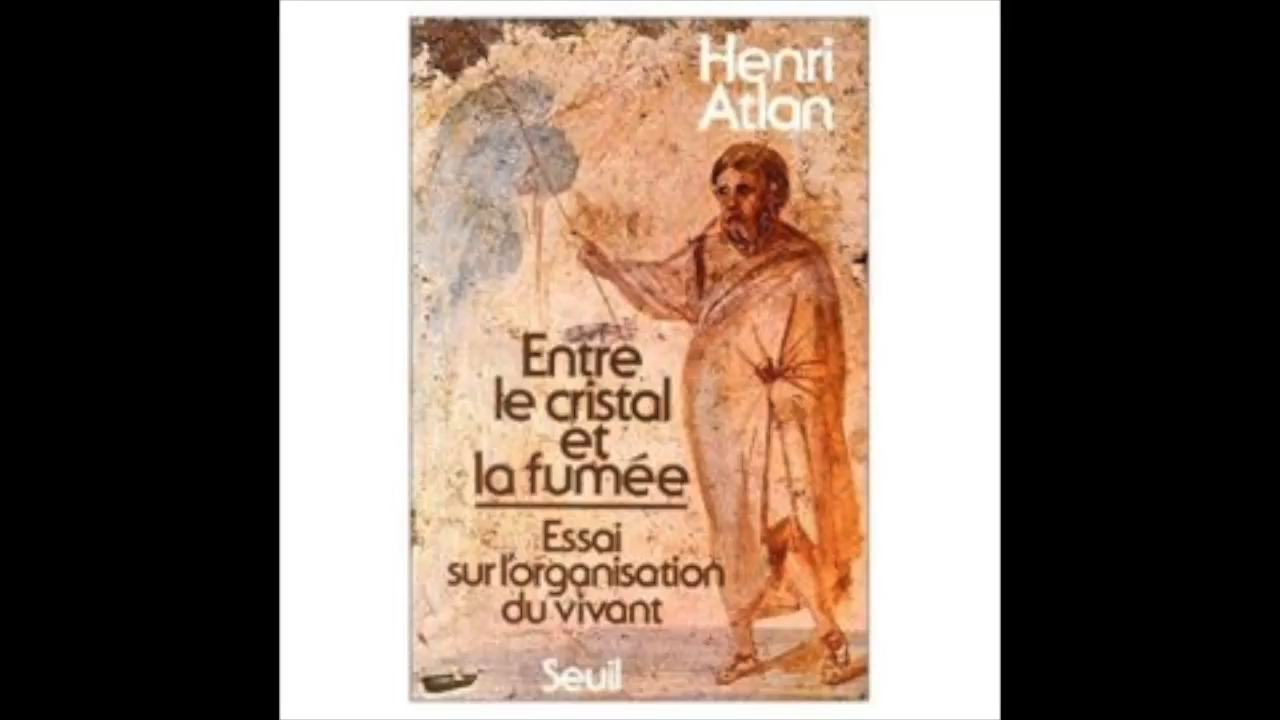 Henri
Atlan
Entre
le cristal
et
la fumée
Essai
sur l'organisation
du vivant
Seuil